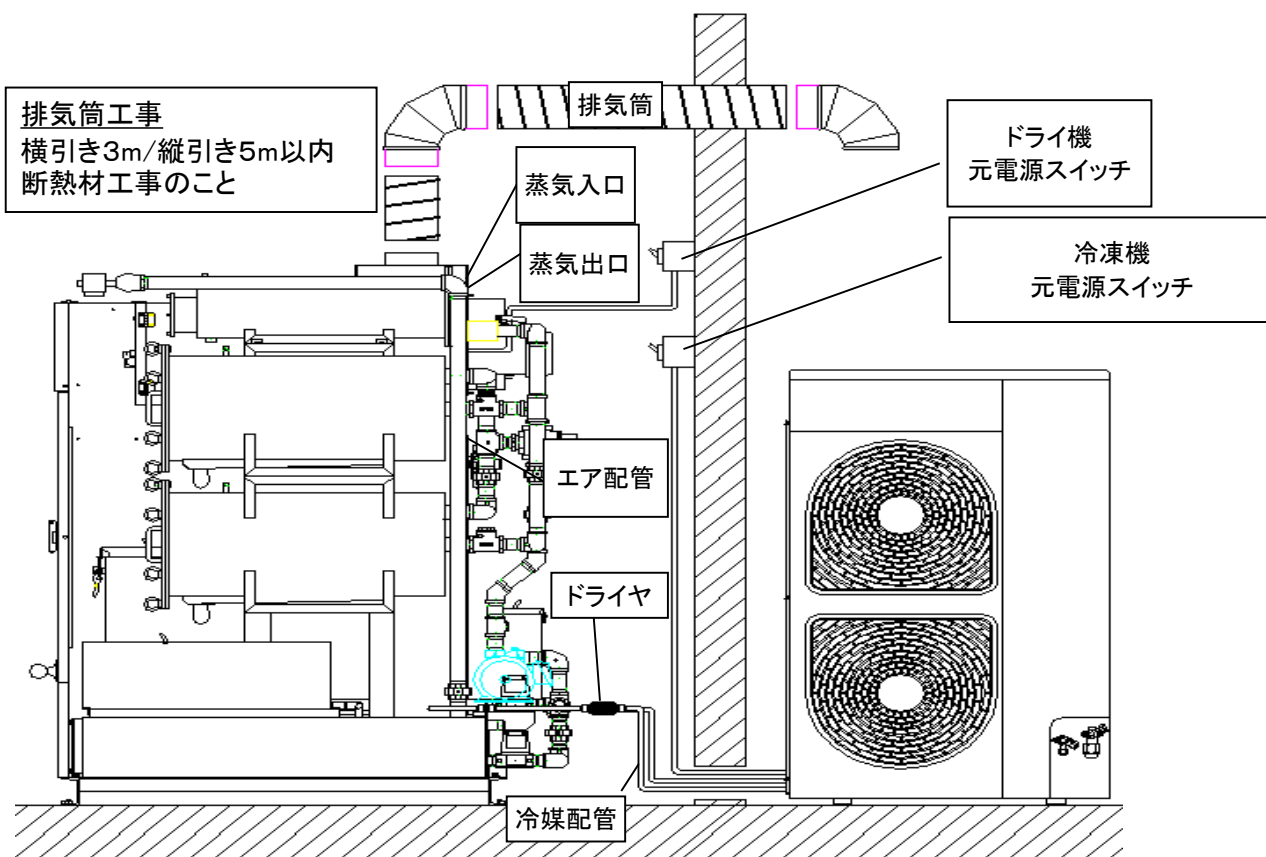 排気筒工事
横引き3m/縦引き5m以内
断熱材工事のこと
排気筒
ドライ機
元電源スイッチ
蒸気入口
蒸気出口
冷凍機
元電源スイッチ
エア配管
ドライヤ
冷媒配管